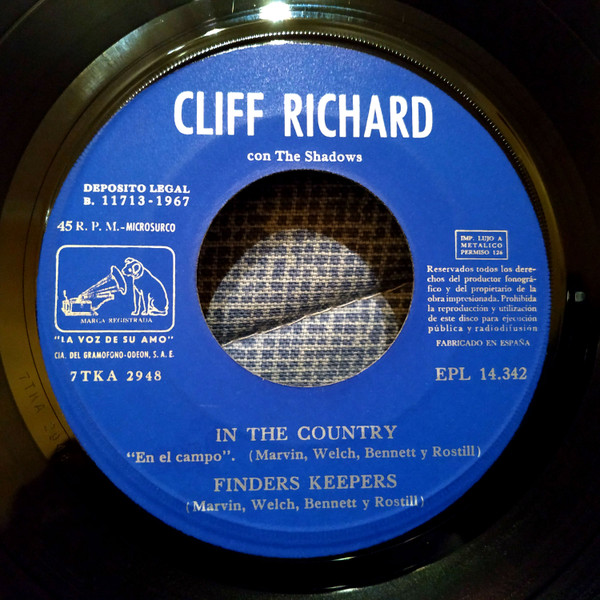 CLIFF RICHARD
con The Shadows
DEPOSITO LEGAL
B. 11713-1967
45 R. P. M.-MICROSURCO
MARCA REGISTRADA
"LA VOZ DE SU AMO"
CIA. DEL GRAMOFONO-ODEON, S. A. E.
7TKA 2948
IMP. LUJO A
METALICO
PERMISO 126
Reservados todos los dere-
chos del productor fonográ-
fico y del propietario de la
obra impresionada. Prohibida
la reproducción y utilización
de este disco para ejecución
pública y radiodifusión
FABRICADO EN ESPAÑA
EPL 14.342
IN THE COUNTRY
"En el campo". (Marvin, Welch, Bennett y Rostill)
FINDERS KEEPERS
(Marvin, Welch, Bennett y Rostill)